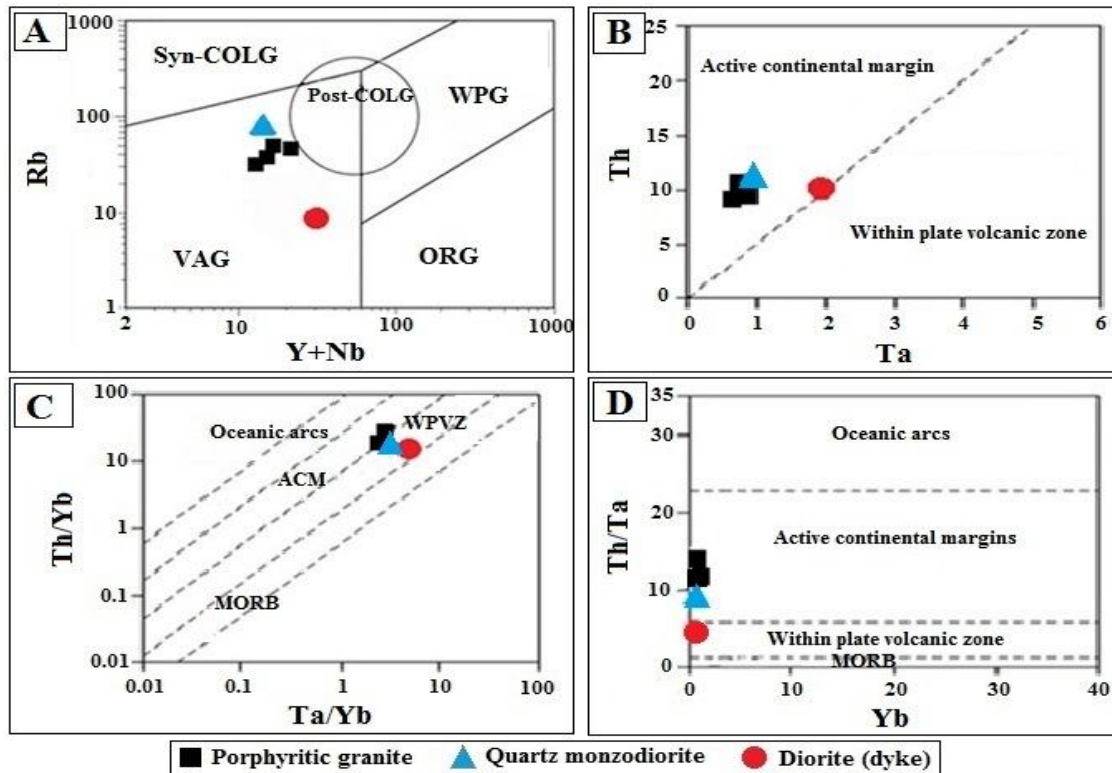 A
1000
100
10
1
Rb
Syn-COLG
Post-COLG
WPG
VAG
ORG
2
10
100
1000
Y+Nb
B
25
20
15
10
5
0
Th
Active continental margin
Within plate volcanic zone
0
1
2
3
4
5
6
Ta
C
100
10
1
0.1
0.01
Th/Yb
Oceanic arcs
WPVZ
ACM
MORB
0.01
0.1
1
10
100
Ta/Yb
D
35
30
20
10
0
Th/Ta
Oceanic arcs
Active continental margins
Within plate volcanic zone
MORB
0
10
20
30
40
Yb
Porphyritic granite
Quartz monzodiorite
Diorite (dyke)